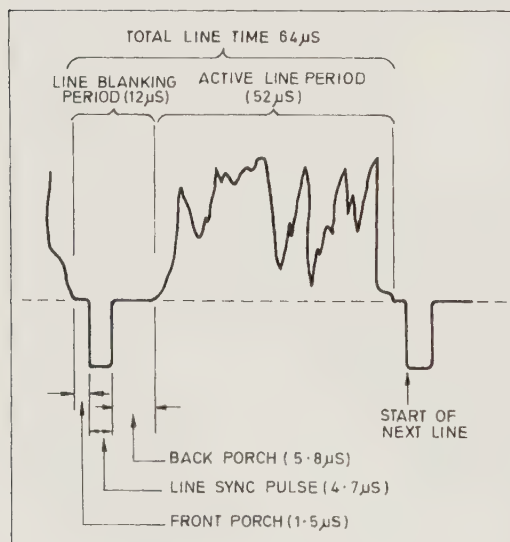 TOTAL LINE TIME 64µS
LINE BLANKING
PERIOD (12µS)
ACTIVE LINE PERIOD
(52µS)
START OF
NEXT LINE
BACK PORCH (5·8µS)
LINE SYNC PULSE (4·7µS)
FRONT PORCH (1·5µS)